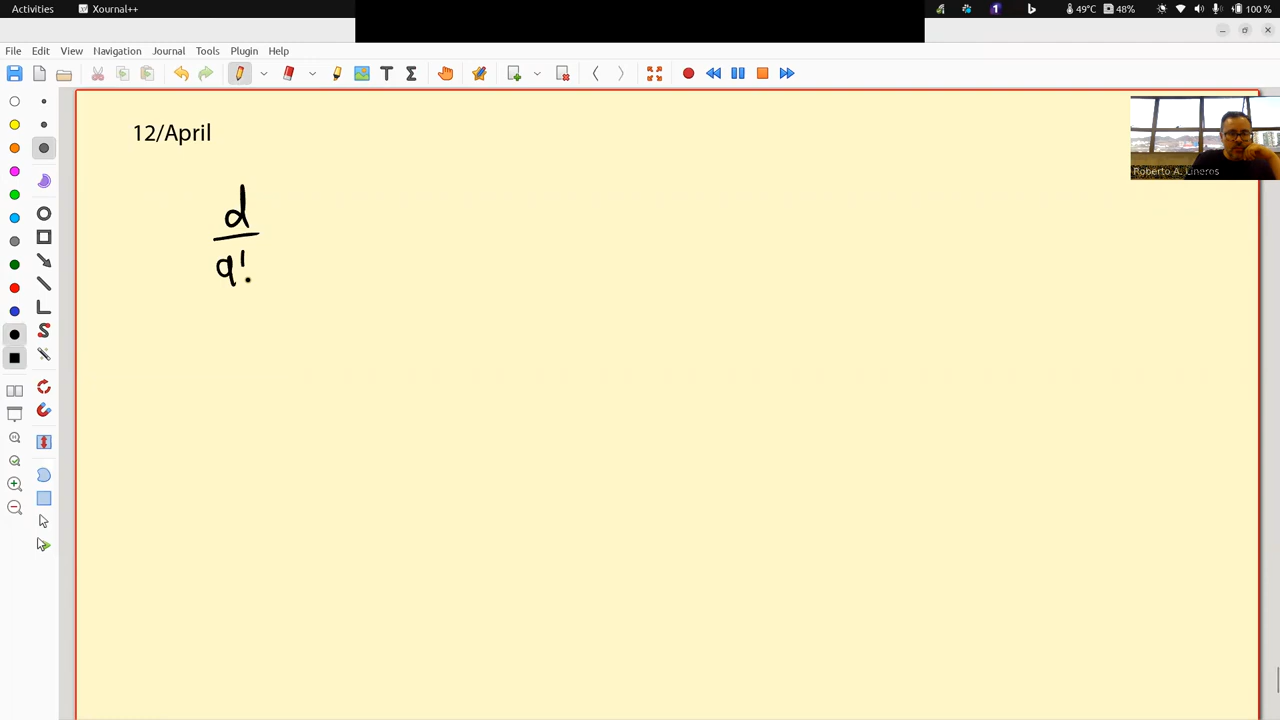 Activities Xournal++ 49°C 48% 100 %
File Edit View Navigation Journal Tools Plugin Help
12/April
Roberto A. Lineros
d
q!